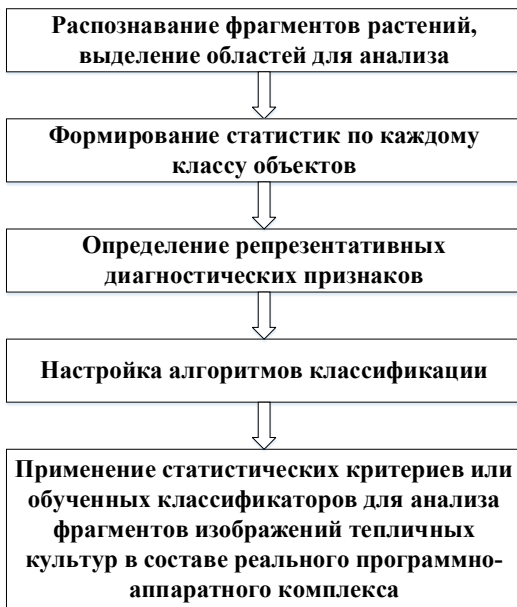 Распознавание фрагментов растений,
выделение областей для анализа
Формирование статистик по каждому
классу объектов
Определение репрезентативных
диагностических признаков
Настройка алгоритмов классификации
Применение статистических критериев или
обученных классификаторов для анализа
фрагментов изображений тепличных
культур в составе реального программно-
аппаратного комплекса